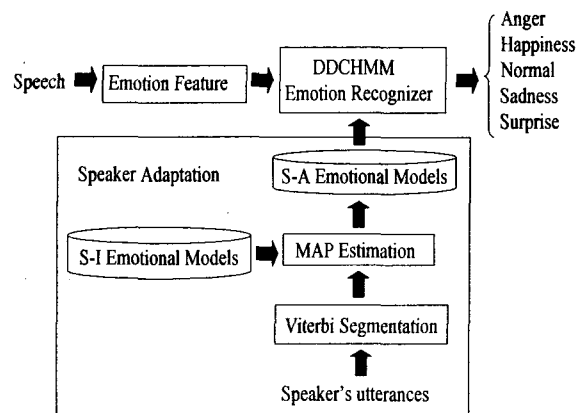 Speech
Emotion Feature
DDCHMM
Emotion Recognizer
Anger
Happiness
Normal
Sadness
Surprise
Speaker Adaptation
S-A Emotional Models
S-I Emotional Models
MAP Estimation
Viterbi Segmentation
Speaker's utterances